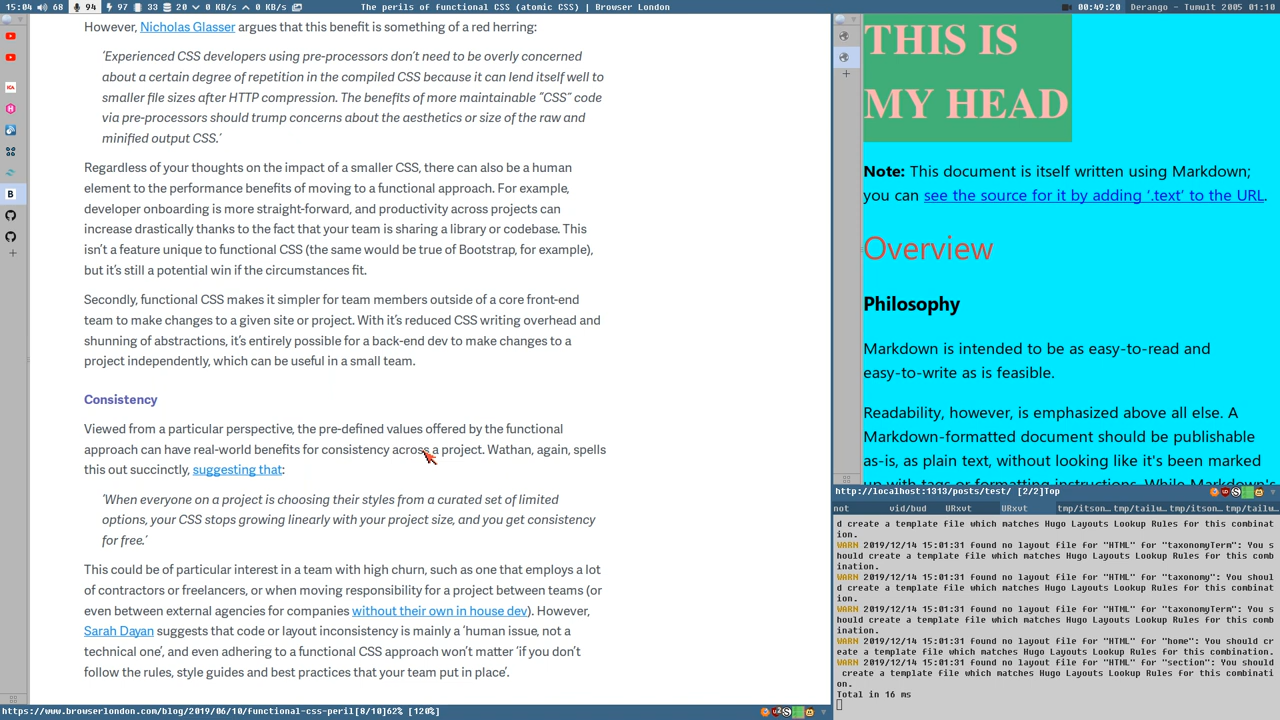 15:04 68 94 97 33 20 0 KB/s 0 KB/s The perils of functional CSS (atomic CSS) | Browser London 00:49:20 Derango - Tumult 2005 01:10
However, Nicholas Glasser argues that this benefit is something of a red herring:
‘Experienced CSS developers using pre-processors don’t need to be overly concerned
about a certain degree of repetition in the compiled CSS because it can lend itself well to
smaller file sizes after HTTP compression. The benefits of more maintainable “CSS” code
via pre-processors should trump concerns about the aesthetics or size of the raw and
minified output CSS.’
Regardless of your thoughts on the impact of a smaller CSS, there can also be a human
element to the performance benefits of moving to a functional approach. For example,
developer onboarding is more straight-forward, and productivity across projects can
increase drastically thanks to the fact that your team is sharing a library or codebase. This
isn’t a feature unique to functional CSS (the same would be true of Bootstrap, for example),
but it’s still a potential win if the circumstances fit.
Secondly, functional CSS makes it simpler for team members outside of a core front-end
team to make changes to a given site or project. With it’s reduced CSS writing overhead and
shunning of abstractions, it’s entirely possible for a back-end dev to make changes to a
project independently, which can be useful in a small team.
Consistency
Viewed from a particular perspective, the pre-defined values offered by the functional
approach can have real-world benefits for consistency across a project. Wathan, again, spells
this out succinctly, suggesting that:
‘When everyone on a project is choosing their styles from a curated set of limited
options, your CSS stops growing linearly with your project size, and you get consistency
for free.’
This could be of particular interest in a team with high churn, such as one that employs a lot
of contractors or freelancers, or when moving responsibility for a project between teams (or
even between external agencies for companies without their own in house dev). However,
Sarah Dayan suggests that code or layout inconsistency is mainly a ‘human issue, not a
technical one’, and even adhering to a functional CSS approach won’t matter ‘if you don’t
follow the rules, style guides and best practices that your team put in place’.
https://www.browserlondon.com/blog/2019/06/10/functional-css-peril[8/10]62% [120%]
THIS IS
MY HEAD
Note: This document is itself written using Markdown;
you can see the source for it by adding ‘.text’ to the URL.
Overview
Philosophy
Markdown is intended to be as easy-to-read and
easy-to-write as is feasible.
Readability, however, is emphasized above all else. A
Markdown-formatted document should be publishable
as-is, as plain text, without looking like it's been marked
up with tags or formatting instructions. While Markdown's
http://localhost:1313/posts/test/ [2/2]Top
not vid/bud URxvt URxvt tmp/itson… tmp/tailw… tmp/itson… tmp/tailw…
d create a template file which matches Hugo Layouts Lookup Rules for this combinat
ion.
WARN 2019/12/14 15:01:31 found no layout file for "HTML" for "taxonomyTerm": You s
hould create a template file which matches Hugo Layouts Lookup Rules for this comb
ination.
WARN 2019/12/14 15:01:31 found no layout file for "HTML" for "taxonomy": You shoul
d create a template file which matches Hugo Layouts Lookup Rules for this combinat
ion.
WARN 2019/12/14 15:01:31 found no layout file for "HTML" for "taxonomyTerm": You s
hould create a template file which matches Hugo Layouts Lookup Rules for this comb
ination.
WARN 2019/12/14 15:01:31 found no layout file for "HTML" for "home": You should cr
eate a template file which matches Hugo Layouts Lookup Rules for this combination.
WARN 2019/12/14 15:01:31 found no layout file for "HTML" for "section": You should
create a template file which matches Hugo Layouts Lookup Rules for this combinati
on.
Total in 16 ms